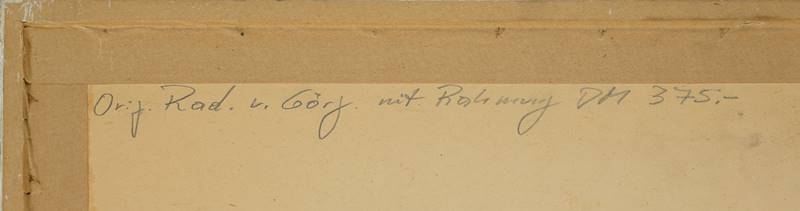 Orig. Rad. v. Görg. mit Rahmung DM 375.-